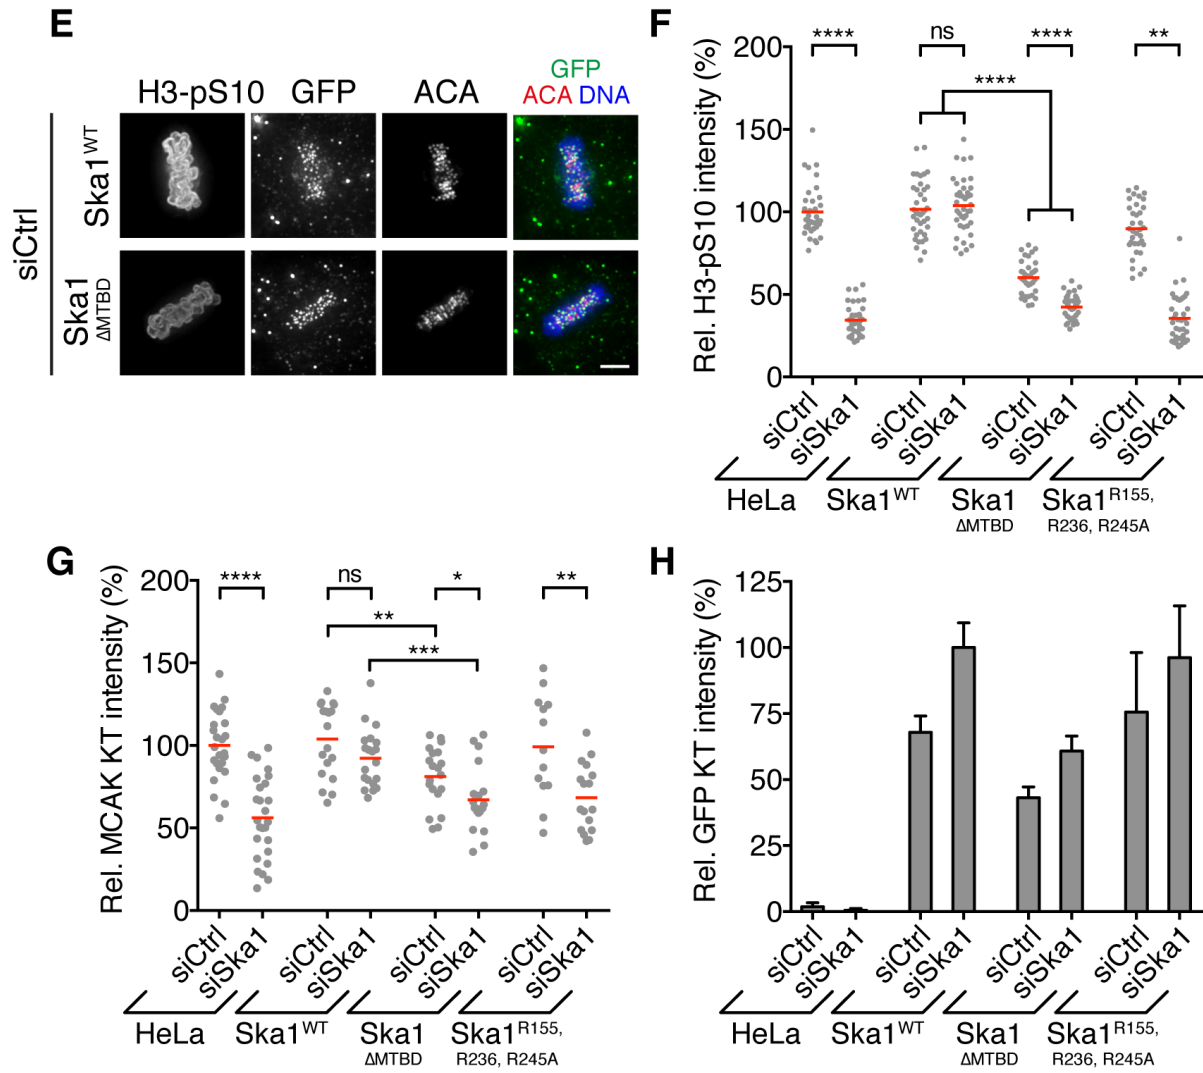 E
H3-pS10 GFP ACA
GFP
ACA DNA
siCtrl
Ska1WT
Ska1
ΔMTBD
F
Rel. H3-pS10 intensity (%)
200
150
100
50
0
**** ns **** **
****
siCtrl siSka1 siCtrl siSka1 siCtrl siSka1 siCtrl siSka1
HeLa Ska1WT Ska1 Ska1R155,
ΔMTBD R236, R245A
G
Rel. MCAK KT intensity (%)
200
150
100
50
0
**** ns * **
**
***
siCtrl siSka1 siCtrl siSka1 siCtrl siSka1 siCtrl siSka1
HeLa Ska1WT Ska1 Ska1R155,
ΔMTBD R236, R245A
H
Rel. GFP KT intensity (%)
125
100
75
50
25
0
siCtrl siSka1 siCtrl siSka1 siCtrl siSka1 siCtrl siSka1
HeLa Ska1WT Ska1 Ska1R155,
ΔMTBD R236, R245A